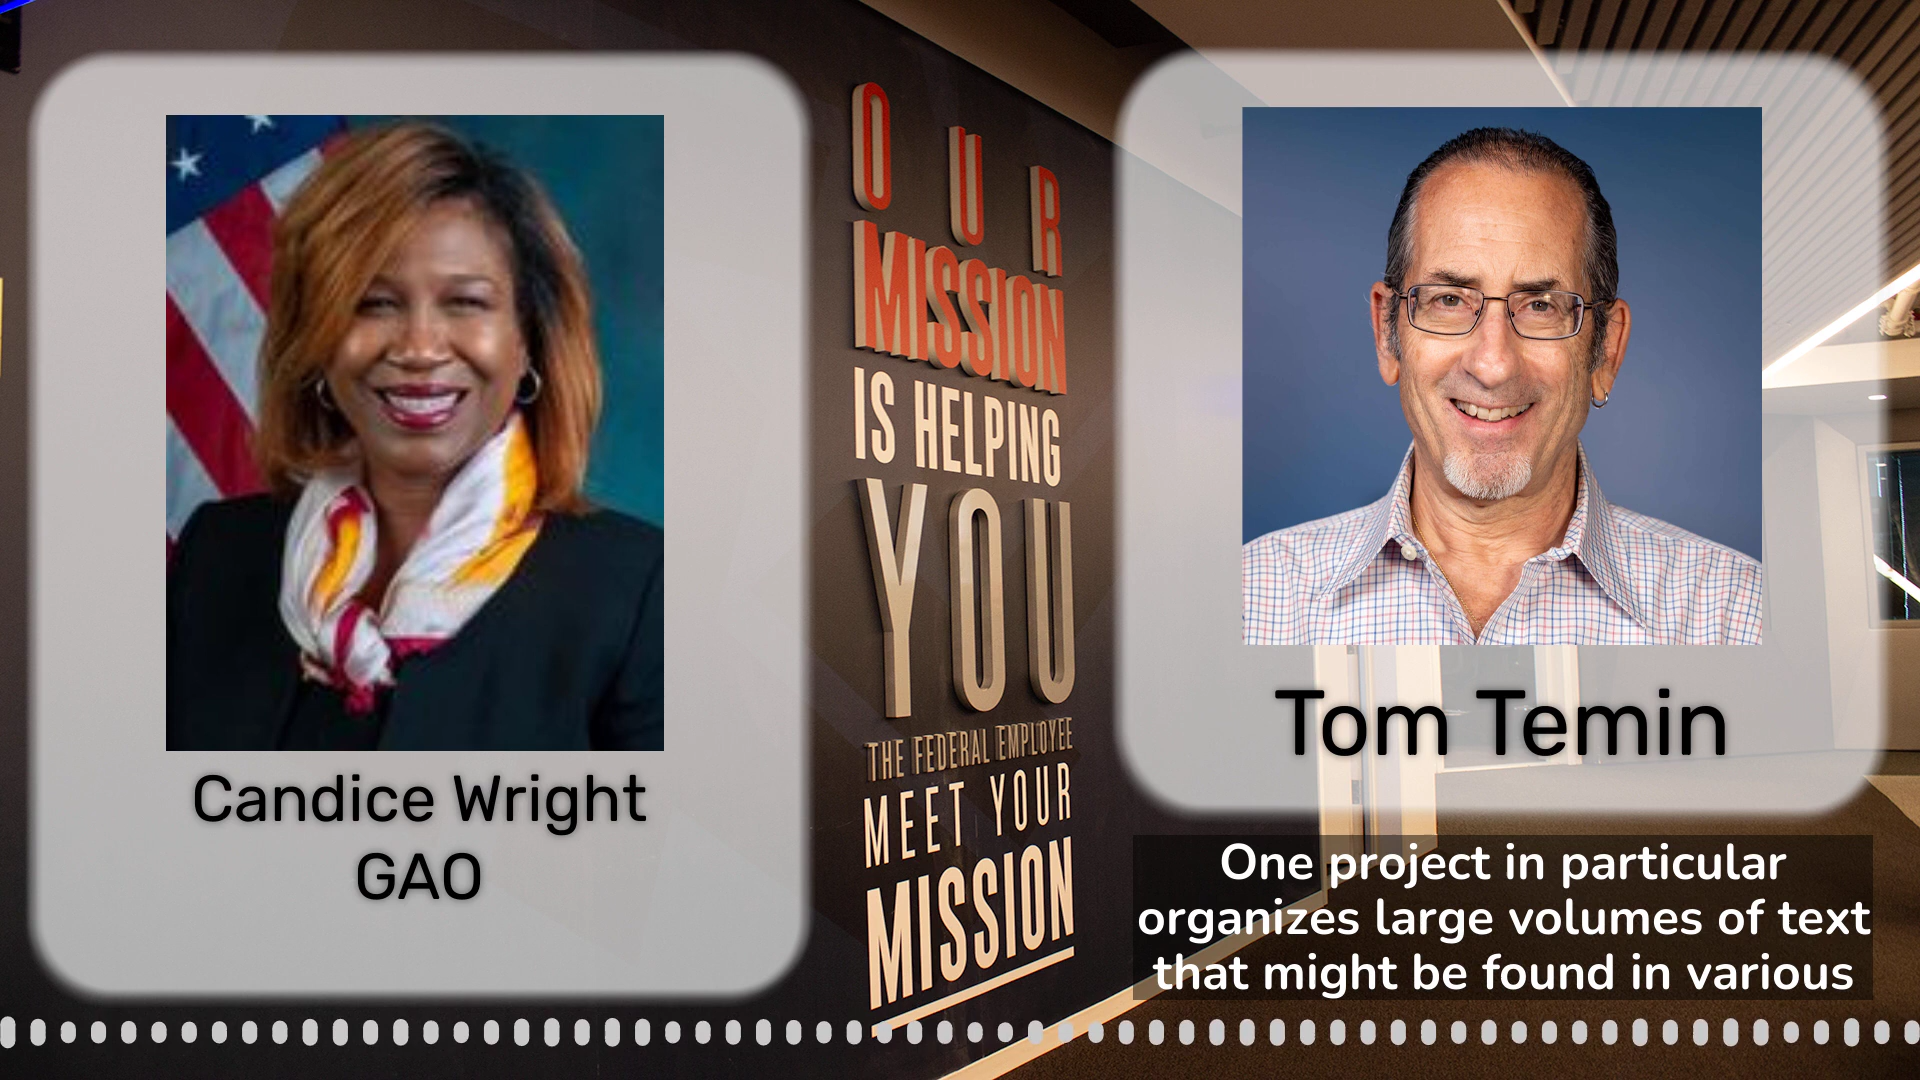 Candice Wright
GAO
OUR
MISSION
IS HELPING
YOU
THE FEDERAL EMPLOYEE
MEET YOUR
MISSION
Tom Temin
One project in particular
organizes large volumes of text
that might be found in various